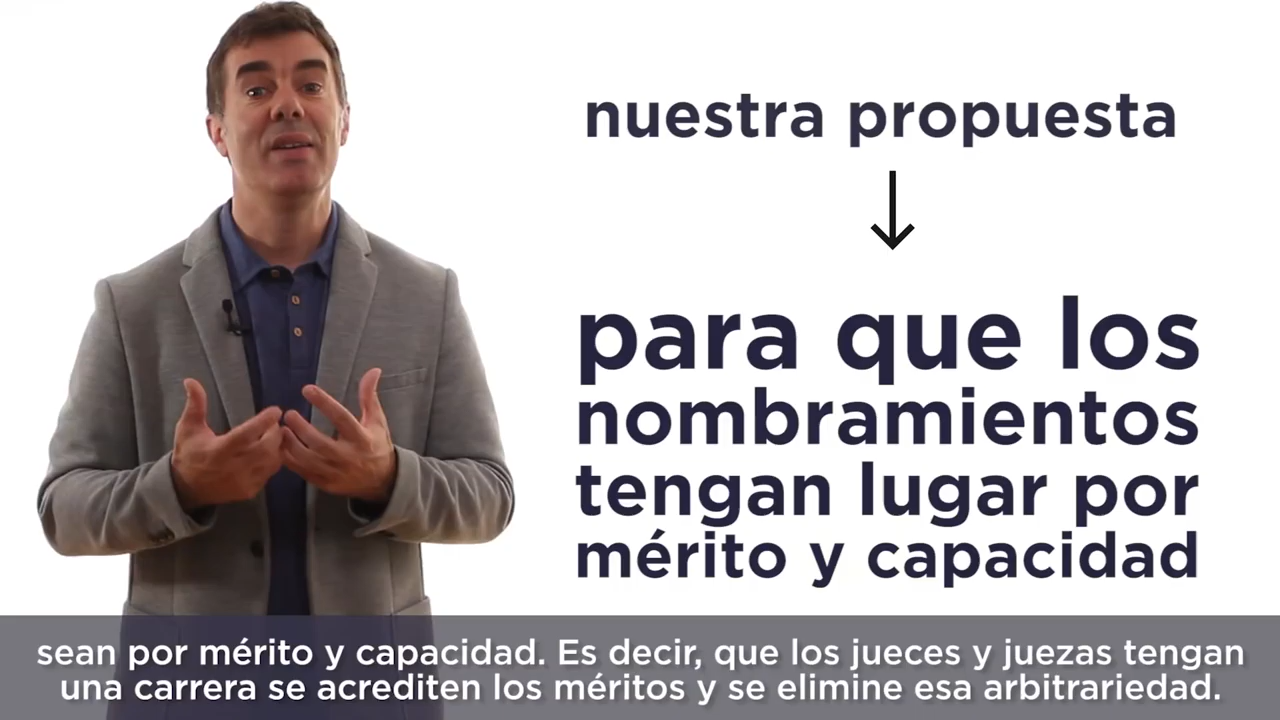 nuestra propuesta
para que los
nombramientos
tengan lugar por
mérito y capacidad
sean por mérito y capacidad. Es decir, que los jueces y juezas tengan
una carrera se acrediten los méritos y se elimine esa arbitrariedad.